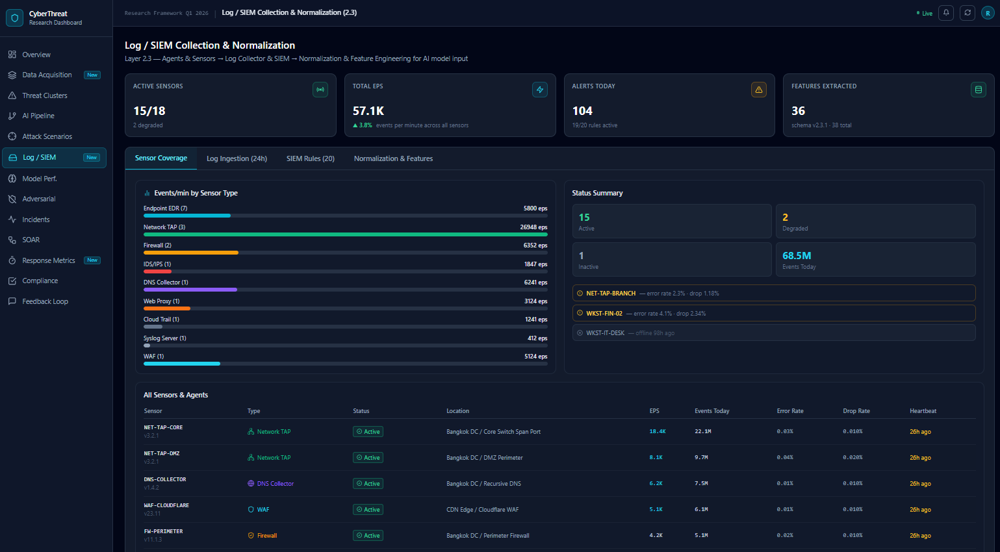 CyberThreat
Research Dashboard
Research Framework Q1 2026 | Log / SIEM Collection & Normalization (2.3)
Live
R
Overview
Data Acquisition New
Threat Clusters
AI Pipeline
Attack Scenarios
Log / SIEM New
Model Perf.
Adversarial
Incidents
SOAR
Response Metrics New
Compliance
Feedback Loop
Log / SIEM Collection & Normalization
Layer 2.3 — Agents & Sensors → Log Collector & SIEM → Normalization & Feature Engineering for AI model input
ACTIVE SENSORS
15/18
2 degraded
TOTAL EPS
57.1K
▲ 3.8% events per minute across all sensors
ALERTS TODAY
104
19/20 rules active
FEATURES EXTRACTED
36
schema v2.3.1 · 38 total
Sensor Coverage Log Ingestion (24h) SIEM Rules (20) Normalization & Features
Events/min by Sensor Type
Endpoint EDR (7) 5800 eps
Network TAP (3) 26948 eps
Firewall (2) 6352 eps
IDS/IPS (1) 1847 eps
DNS Collector (1) 6241 eps
Web Proxy (1) 3124 eps
Cloud Trail (1) 1241 eps
Syslog Server (1) 412 eps
WAF (1) 5124 eps
Status Summary
15
Active
2
Degraded
1
Inactive
68.5M
Events Today
NET-TAP-BRANCH — error rate 2.3% · drop 1.18%
WKST-FIN-02 — error rate 4.1% · drop 2.34%
WKST-IT-DESK — offline 98h ago
All Sensors & Agents
Sensor Type Status Location EPS Events Today Error Rate Drop Rate Heartbeat
NET-TAP-CORE
v3.2.1
Network TAP Active Bangkok DC / Core Switch Span Port 18.4K 22.1M 0.03% 0.010% 26h ago
NET-TAP-DMZ
v3.2.1
Network TAP Active Bangkok DC / DMZ Perimeter 8.1K 9.7M 0.04% 0.020% 26h ago
DNS-COLLECTOR
v1.4.2
DNS Collector Active Bangkok DC / Recursive DNS 6.2K 7.5M 0.01% 0.010% 26h ago
WAF-CLOUDFLARE
v23.11
WAF Active CDN Edge / Cloudflare WAF 5.1K 6.1M 0.01% 0.010% 26h ago
FW-PERIMETER
v11.1.3
Firewall Active Bangkok DC / Perimeter Firewall 4.2K 5.1M 0.02% 0.010% 26h ago